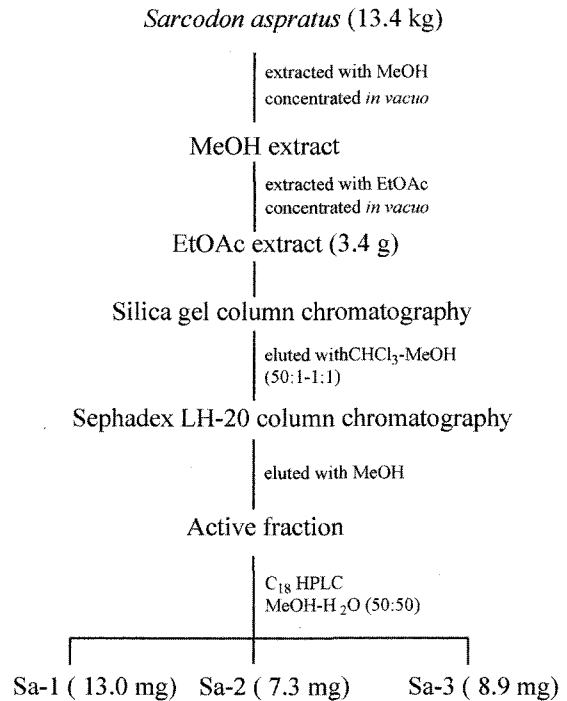 Sarcodon aspratus (13.4 kg)
extracted with MeOH
concentrated in vacuo
MeOH extract
extracted with EtOAc
concentrated in vacuo
EtOAc extract (3.4 g)
Silica gel column chromatography
eluted withCHCl₃-MeOH
(50:1-1:1)
Sephadex LH-20 column chromatography
eluted with MeOH
Active fraction
C₁₈ HPLC
MeOH-H₂O (50:50)
Sa-1 ( 13.0 mg) Sa-2 ( 7.3 mg) Sa-3 ( 8.9 mg)